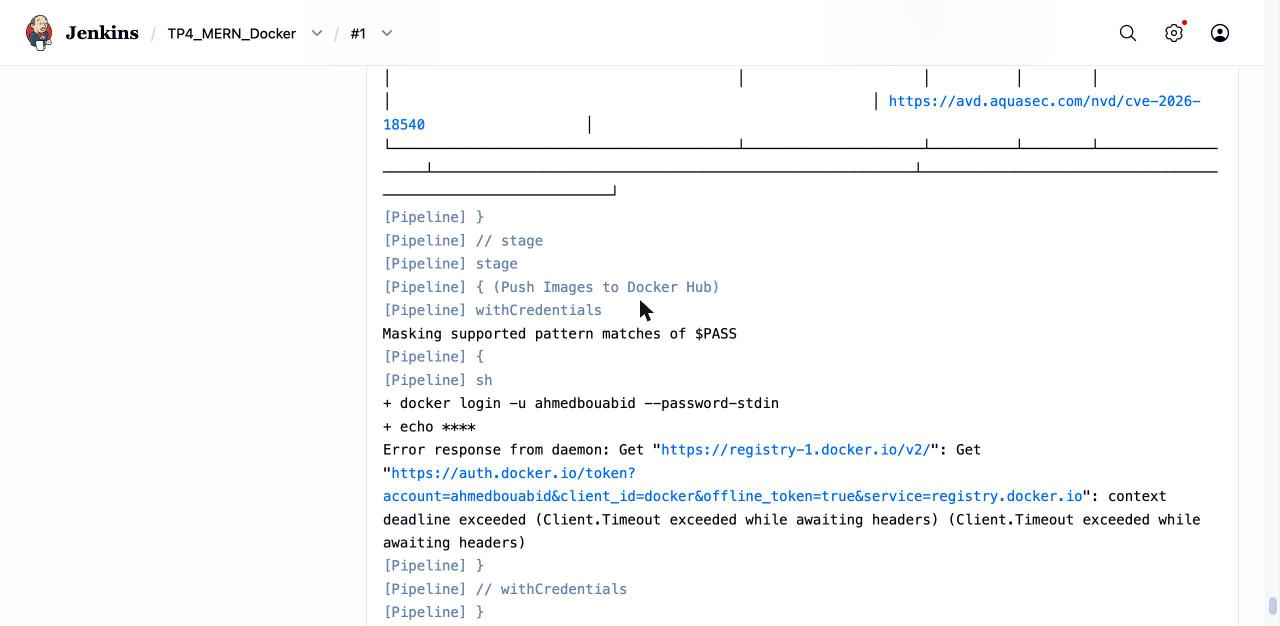 Jenkins / TP4_MERN_Docker / #1
https://avd.aquasec.com/nvd/cve-2026-
18540
[Pipeline] }
[Pipeline] // stage
[Pipeline] stage
[Pipeline] { (Push Images to Docker Hub)
[Pipeline] withCredentials
Masking supported pattern matches of $PASS
[Pipeline] {
[Pipeline] sh
+ docker login -u ahmedbouabid --password-stdin
+ echo ****
Error response from daemon: Get "https://registry-1.docker.io/v2/": Get
"https://auth.docker.io/token?
account=ahmedbouabid&client_id=docker&offline_token=true&service=registry.docker.io": context
deadline exceeded (Client.Timeout exceeded while awaiting headers) (Client.Timeout exceeded while
awaiting headers)
[Pipeline] }
[Pipeline] // withCredentials
[Pipeline] }